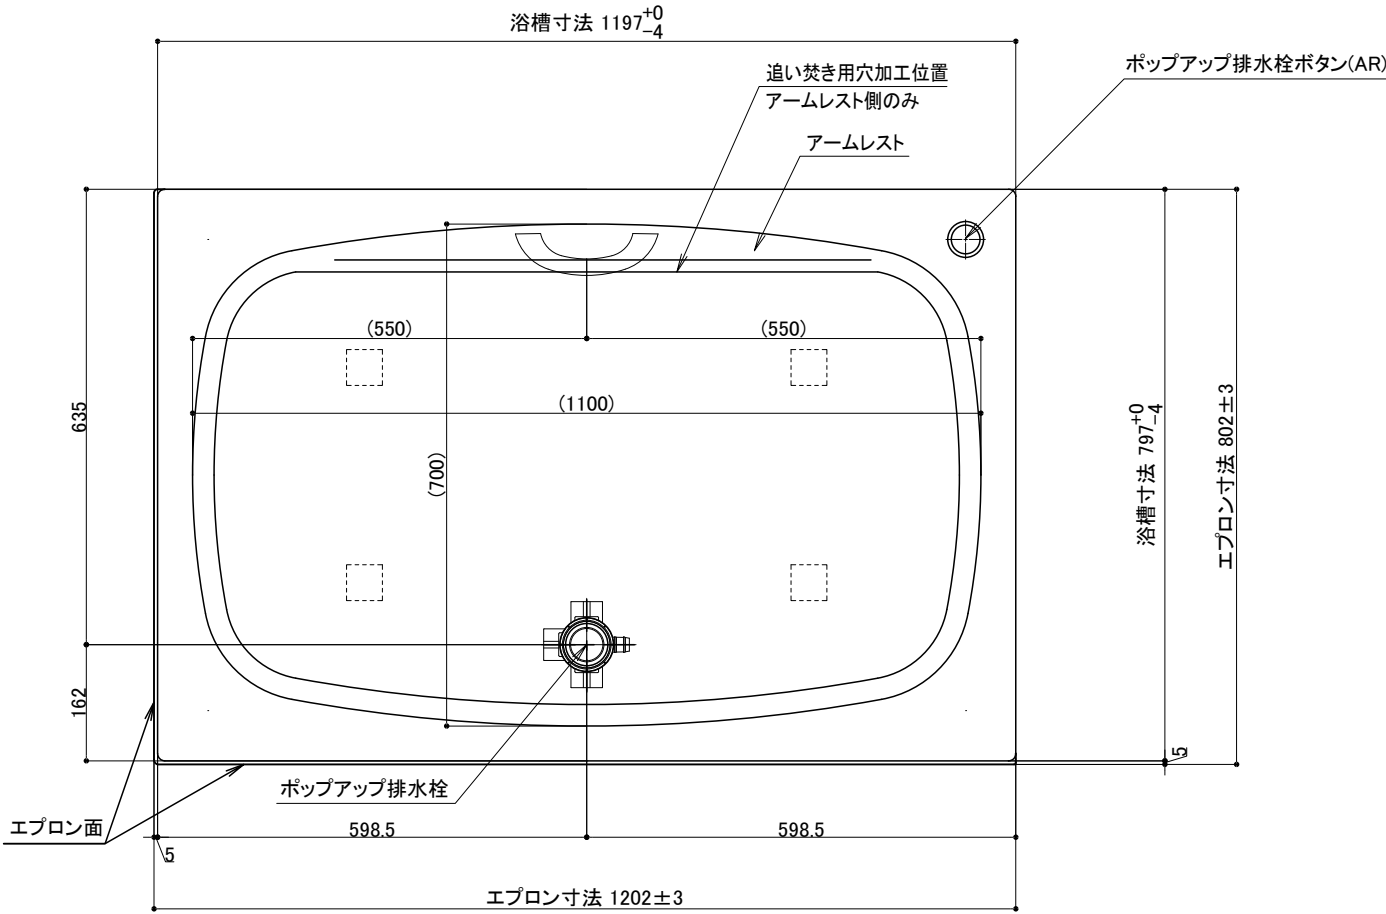 浴槽寸法 1197+0-4
追い焚き用穴加工位置
アームレスト側のみ
ポップアップ排水栓ボタン(AR)
アームレスト
(550)
(550)
(1100)
635
(700)
浴槽寸法 797+0-4
エプロン寸法 802±3
162
5
ポップアップ排水栓
エプロン面
598.5
598.5
5
エプロン寸法 1202±3